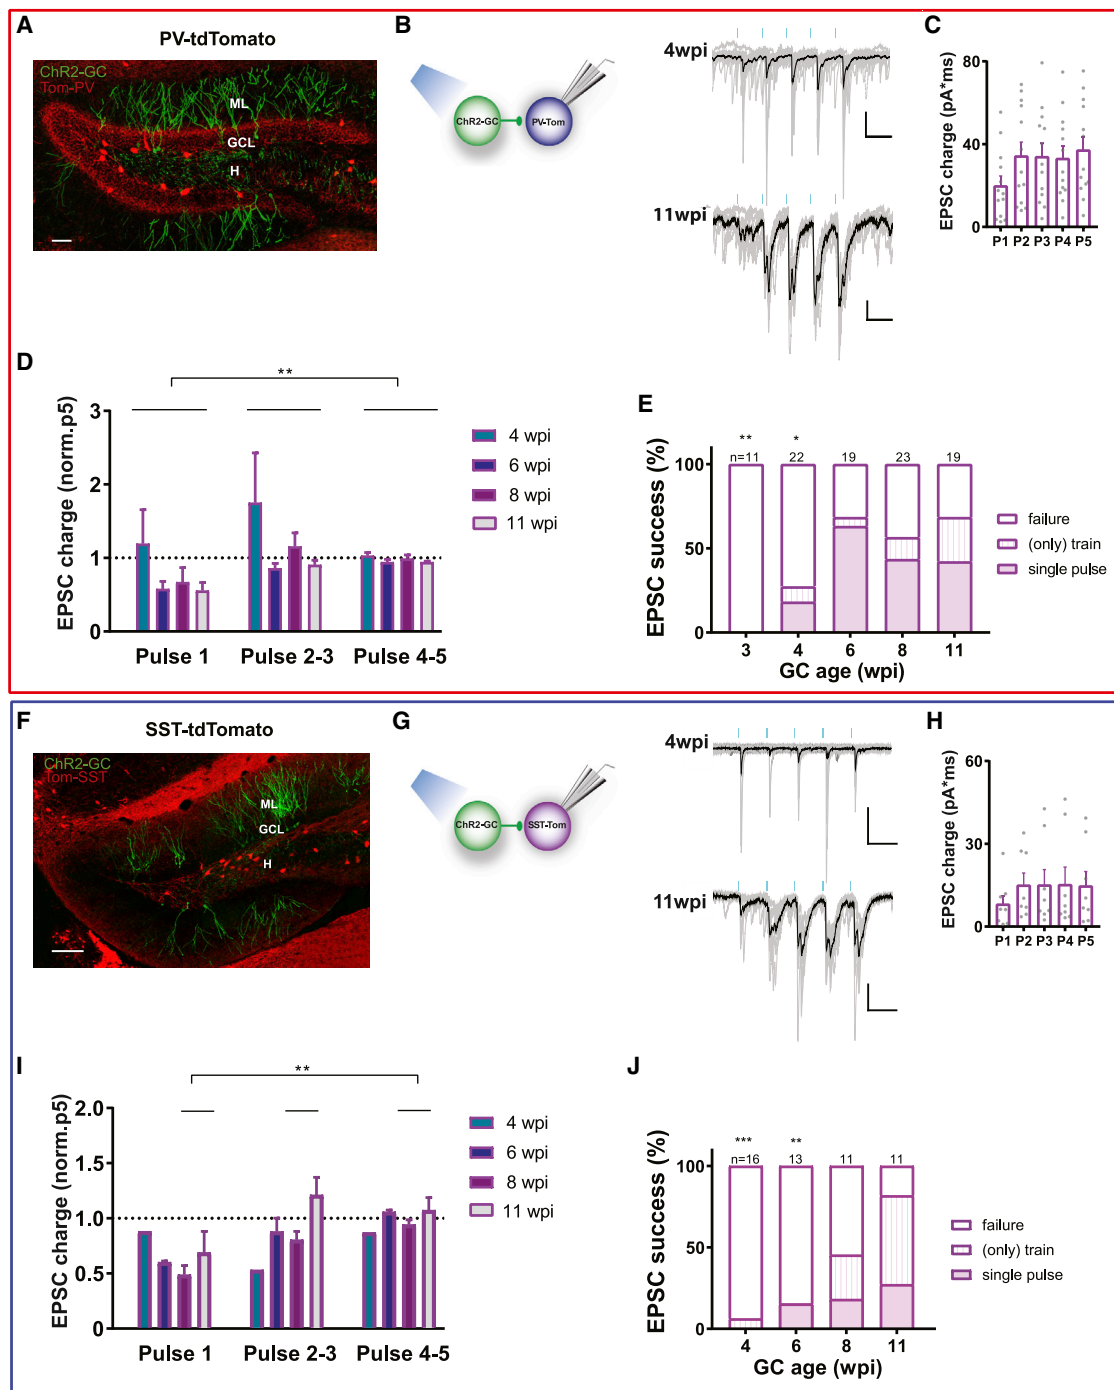 A
PV-tdTomato
ChR2-GC
Tom-PV
ML
GCL
H
B
ChR2-GC
PV-Tom
4wpi
11wpi
C
EPSC charge (pA*ms)
80
40
0
P1 P2 P3 P4 P5
D
**
EPSC charge (norm.p5)
3
2
1
0
Pulse 1
Pulse 2-3
Pulse 4-5
4 wpi
6 wpi
8 wpi
11 wpi
E
EPSC success (%)
100
50
0
** *
n=11 22 19 23 19
3 4 6 8 11
GC age (wpi)
failure
(only) train
single pulse
F
SST-tdTomato
ChR2-GC
Tom-SST
ML
GCL
H
G
ChR2-GC
SST-Tom
4wpi
11wpi
H
EPSC charge (pA*ms)
60
30
0
P1 P2 P3 P4 P5
I
**
EPSC charge (norm.p5)
2.0
1.5
1.0
0.5
0
Pulse 1
Pulse 2-3
Pulse 4-5
4 wpi
6 wpi
8 wpi
11 wpi
J
EPSC success (%)
100
50
0
*** **
n=16 13 11 11
4 6 8 11
GC age (wpi)
failure
(only) train
single pulse